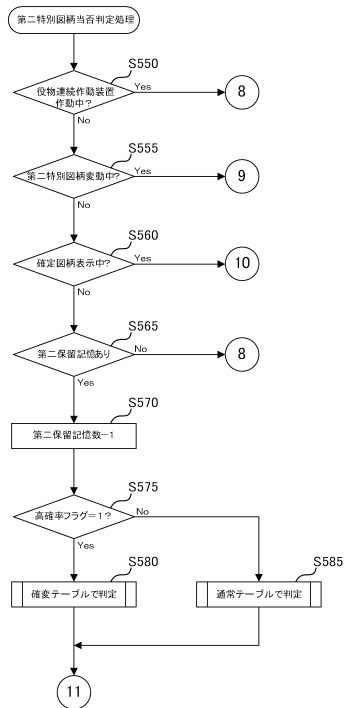 第二特別図柄当否判定処理
S550
役物連続作動装置
作動中？
Yes
8
No
S555
第二特別図柄変動中？
Yes
9
No
S560
確定図柄表示中？
Yes
10
No
S565
第二保留記憶あり
No
8
Yes
S570
第二保留記憶数－1
S575
高確率フラグ＝1？
No
Yes
S580
確変テーブルで判定
S585
通常テーブルで判定
11